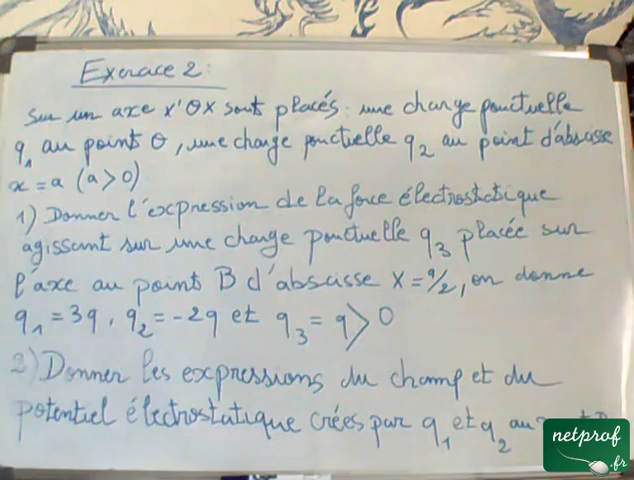 Exercice 2:
Sur un axe x'Ox sont placés: une charge ponctuelle
q1 au point O, une charge ponctuelle q2 au point d'abscisse
x = a (a>0)
1) Donner l'expression de la force électrostatique
agissant sur une charge ponctuelle q3 placée sur
l'axe au point B d'abscisse X = a/2, on donne
q1 = 3q, q2 = -2q et q3 = q > 0
2) Donner les expressions du champ et du
potentiel électrostatique crées par q1 et q2 au
netprof
.fr